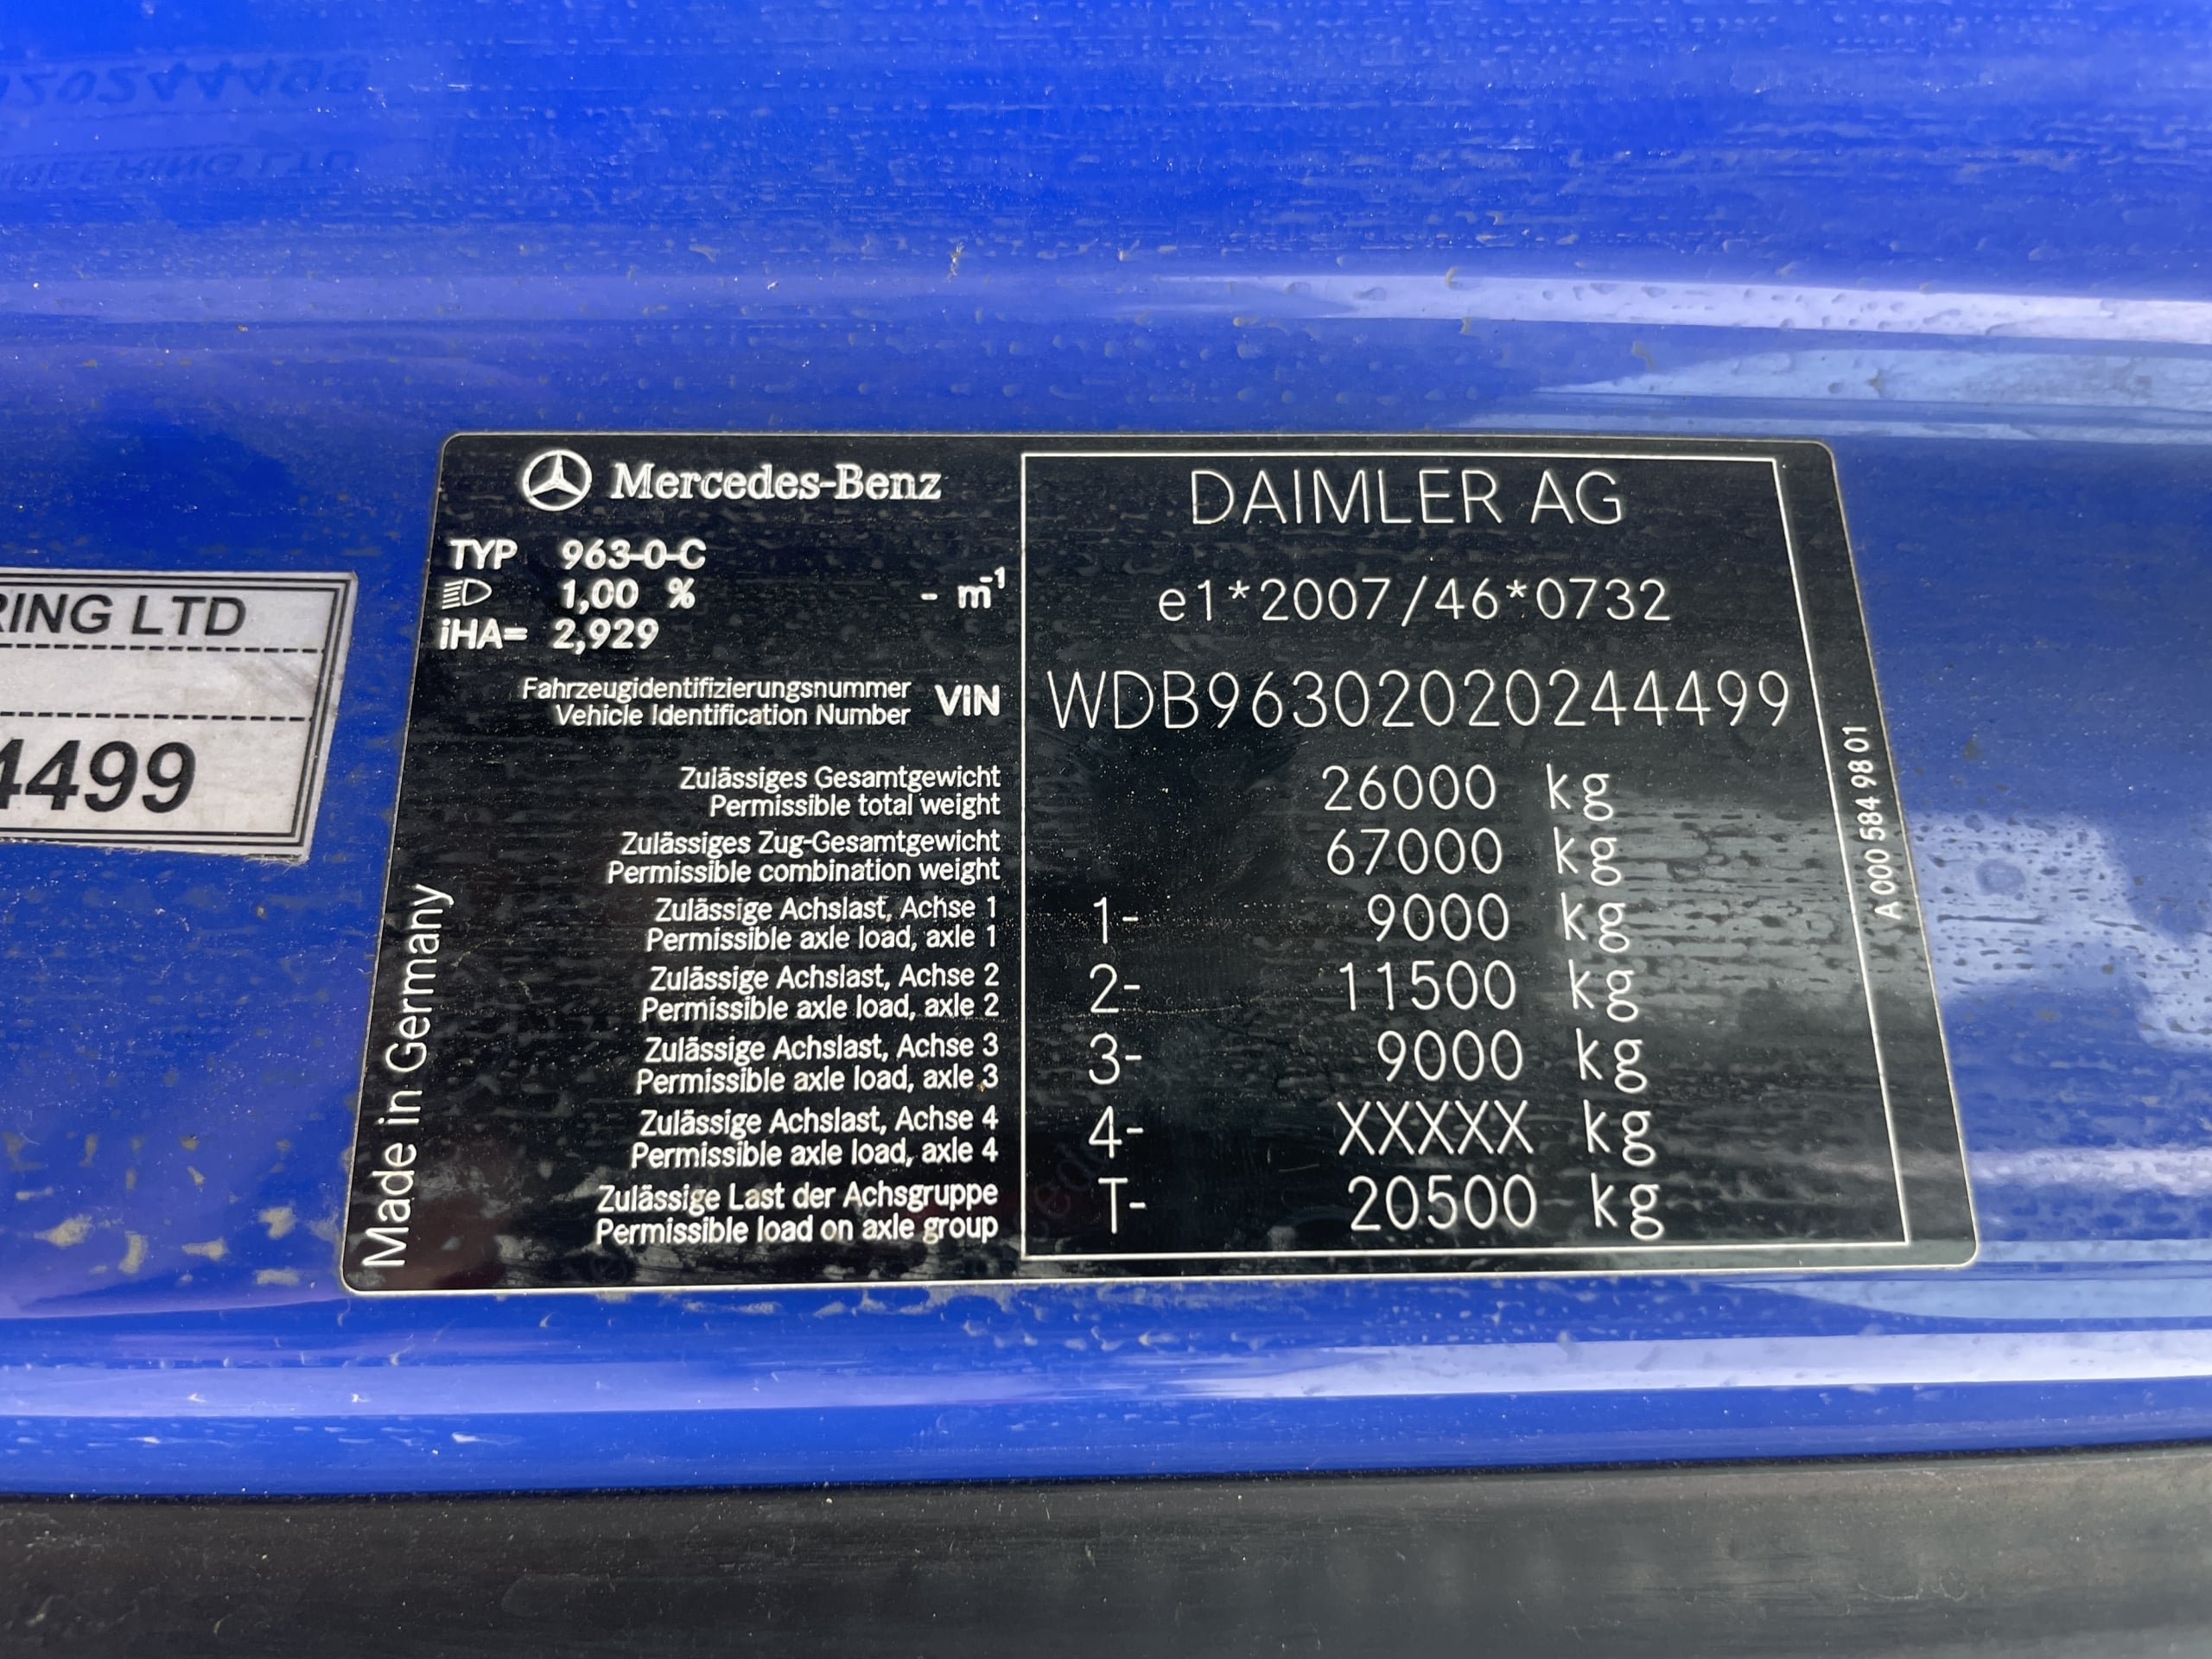 RING LTD
4499
Mercedes-Benz
TYP 963-0-C
1,00 % - m-1
iHA= 2,929
Fahrzeugidentifizierungsnummer
Vehicle Identification Number
VIN
Zulässiges Gesamtgewicht
Permissible total weight
Zulässiges Zug-Gesamtgewicht
Permissible combination weight
Zulässige Achslast, Achse 1
Permissible axle load, axle 1
Zulässige Achslast, Achse 2
Permissible axle load, axle 2
Zulässige Achslast, Achse 3
Permissible axle load, axle 3
Zulässige Achslast, Achse 4
Permissible axle load, axle 4
Zulässige Last der Achsgruppe
Permissible load on axle group
Made in Germany
DAIMLER AG
e1*2007/46*0732
WDB96302020244499
26000 kg
67000 kg
1- 9000 kg
2- 11500 kg
3- 9000 kg
4- XXXXX kg
T- 20500 kg
A 000 584 98 01